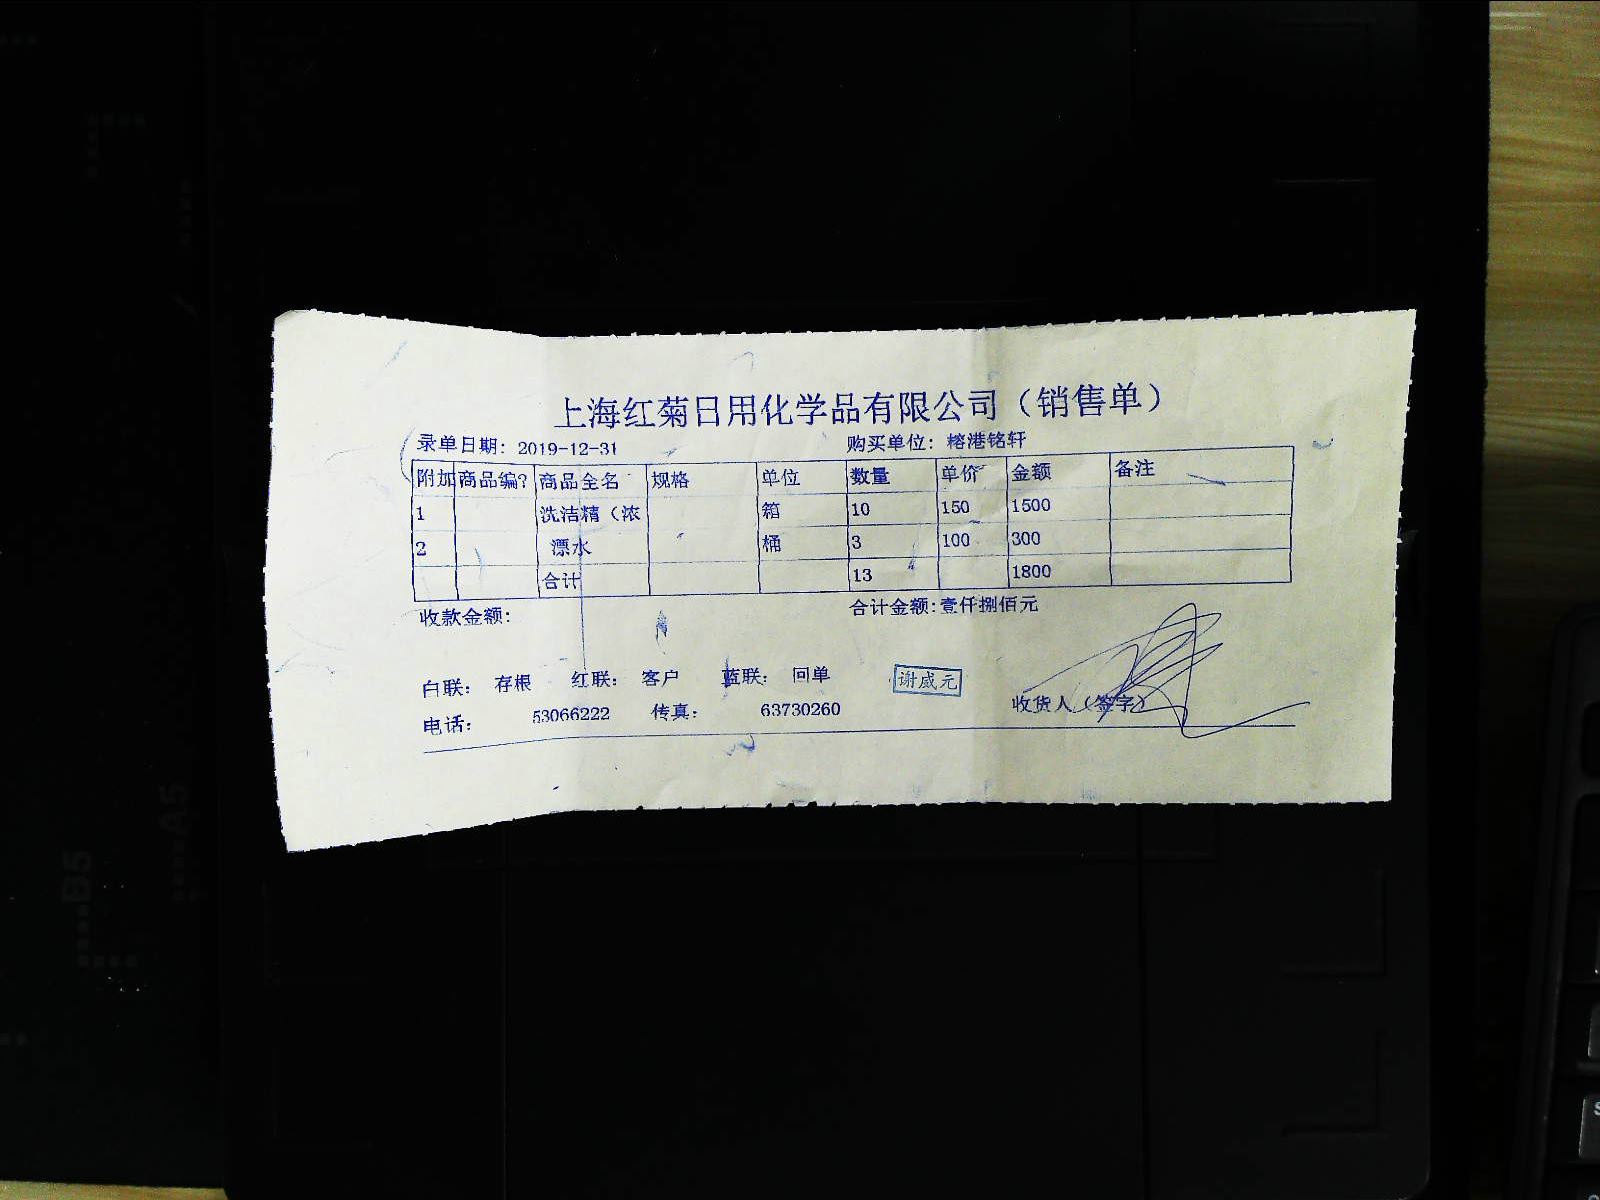 上海红菊日用化学品有限公司（销售单）
录单日期: 2019-12-31 购买单位: 榕港铭轩
附加 商品编? 商品全名 规格 单位 数量 单价 金额 备注
1 洗洁精（浓 箱 10 150 1500
2 漂水 桶 3 100 300
合计 13 1800
收款金额: 合计金额:壹仟捌佰元
白联: 存根 红联: 客户 蓝联: 回单 谢威元
收货人（签字）
电话: 53066222 传真: 63730260
B5
A5